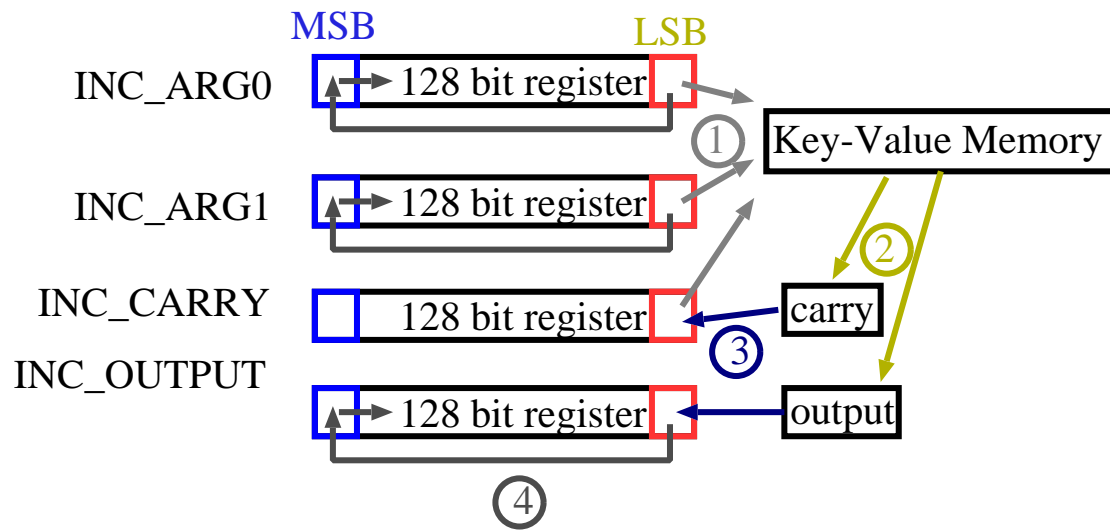 MSB
LSB
INC_ARG0
128 bit register
1
Key-Value Memory
INC_ARG1
128 bit register
2
INC_CARRY
128 bit register
carry
3
INC_OUTPUT
128 bit register
output
4